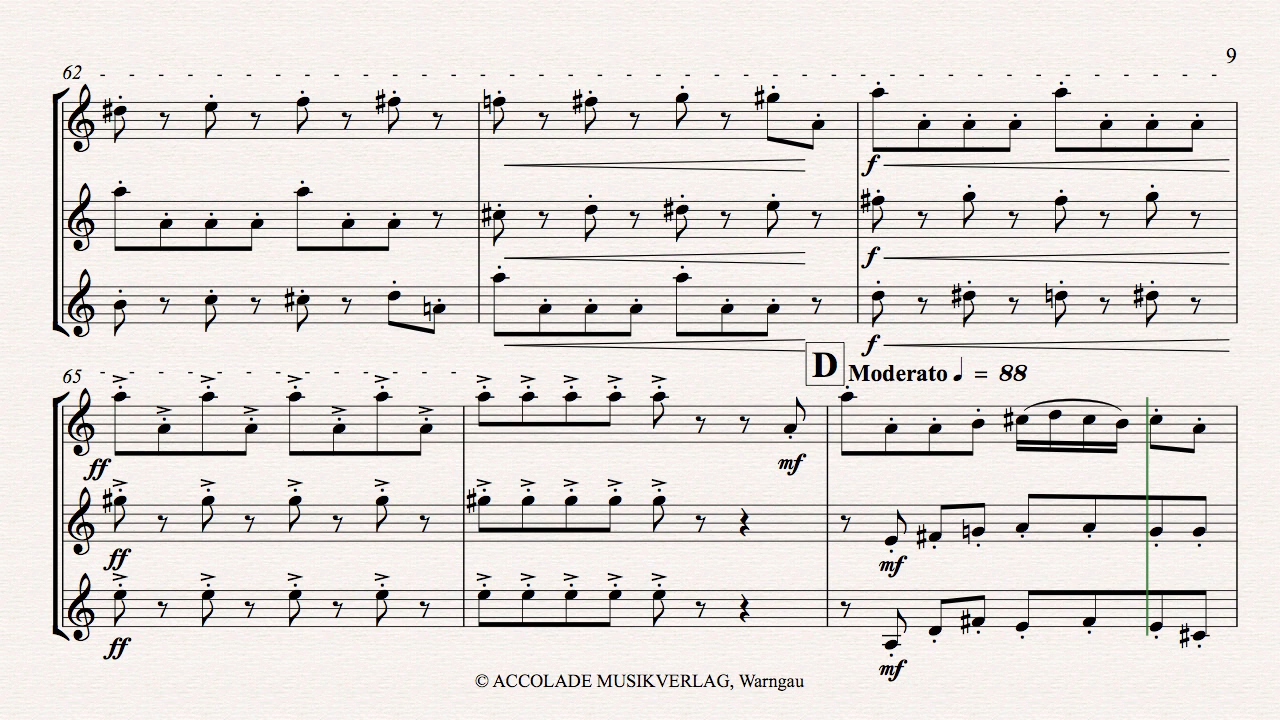 9
62
f
f
f
65
D Moderato ♩ = 88
ff
mf
ff
mf
ff
mf
© ACCOLADE MUSIKVERLAG, Warngau